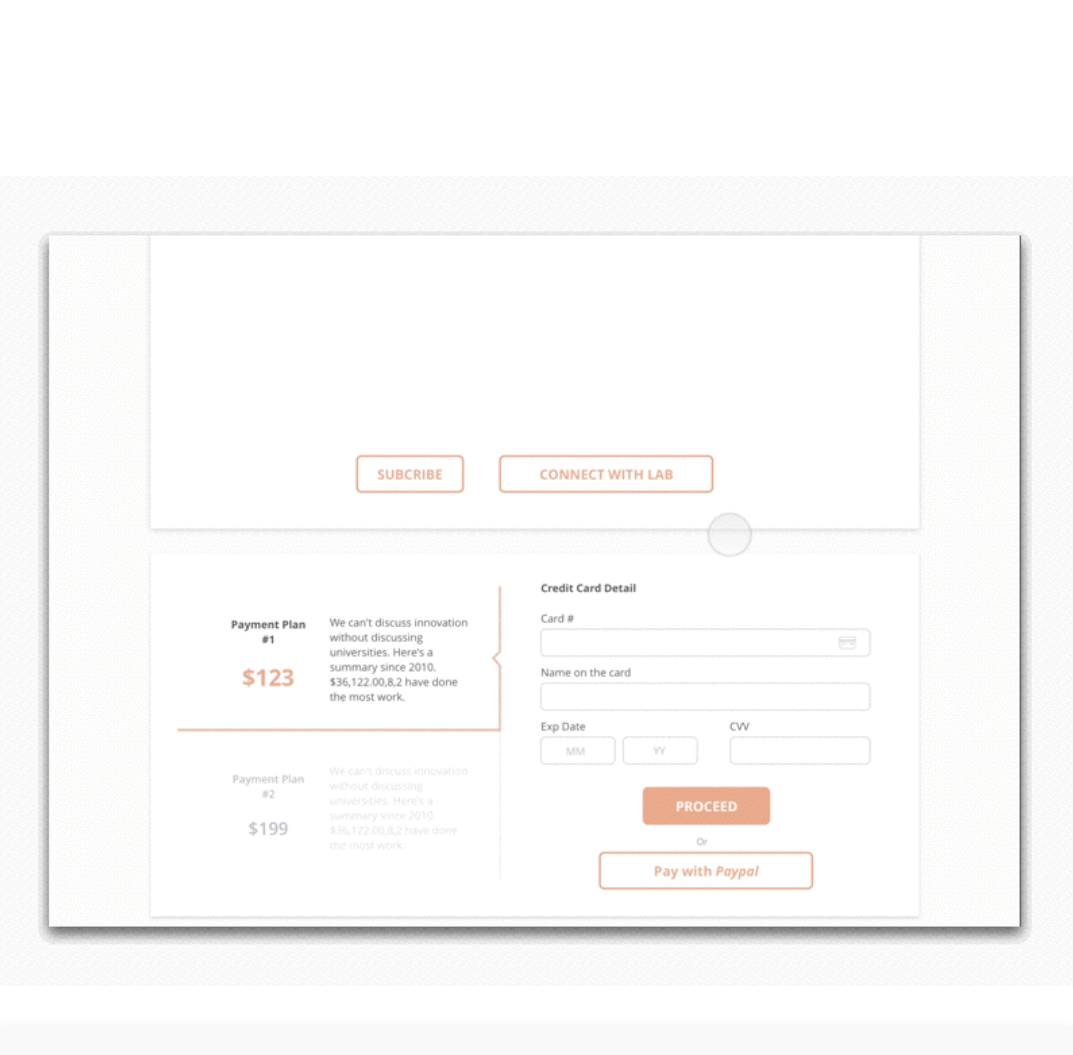 SUBCRIBE
CONNECT WITH LAB
Payment Plan
#1
$123
We can't discuss innovation
without discussing
universities. Here's a
summary since 2010.
$36,122.00,8,2 have done
the most work.
Payment Plan
#2
$199
We can't discuss innovation
without discussing
universities. Here's a
summary since 2010.
$36,122.00,8,2 have done
the most work.
Credit Card Detail
Card #
Name on the card
Exp Date
CVV
MM
YY
PROCEED
Or
Pay with Paypal